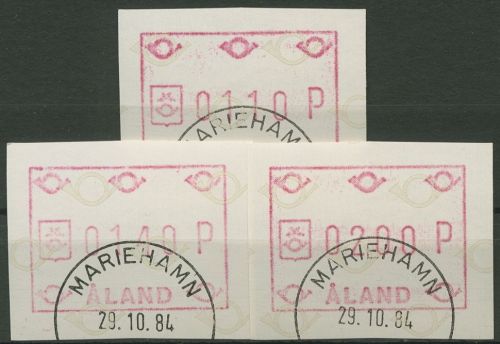 0110 P
MARIEHAMN
0140 P
ÅLAND
MARIEHAMN
29.10.84
0200 P
ÅLAND
MARIEHAMN
29.10.84